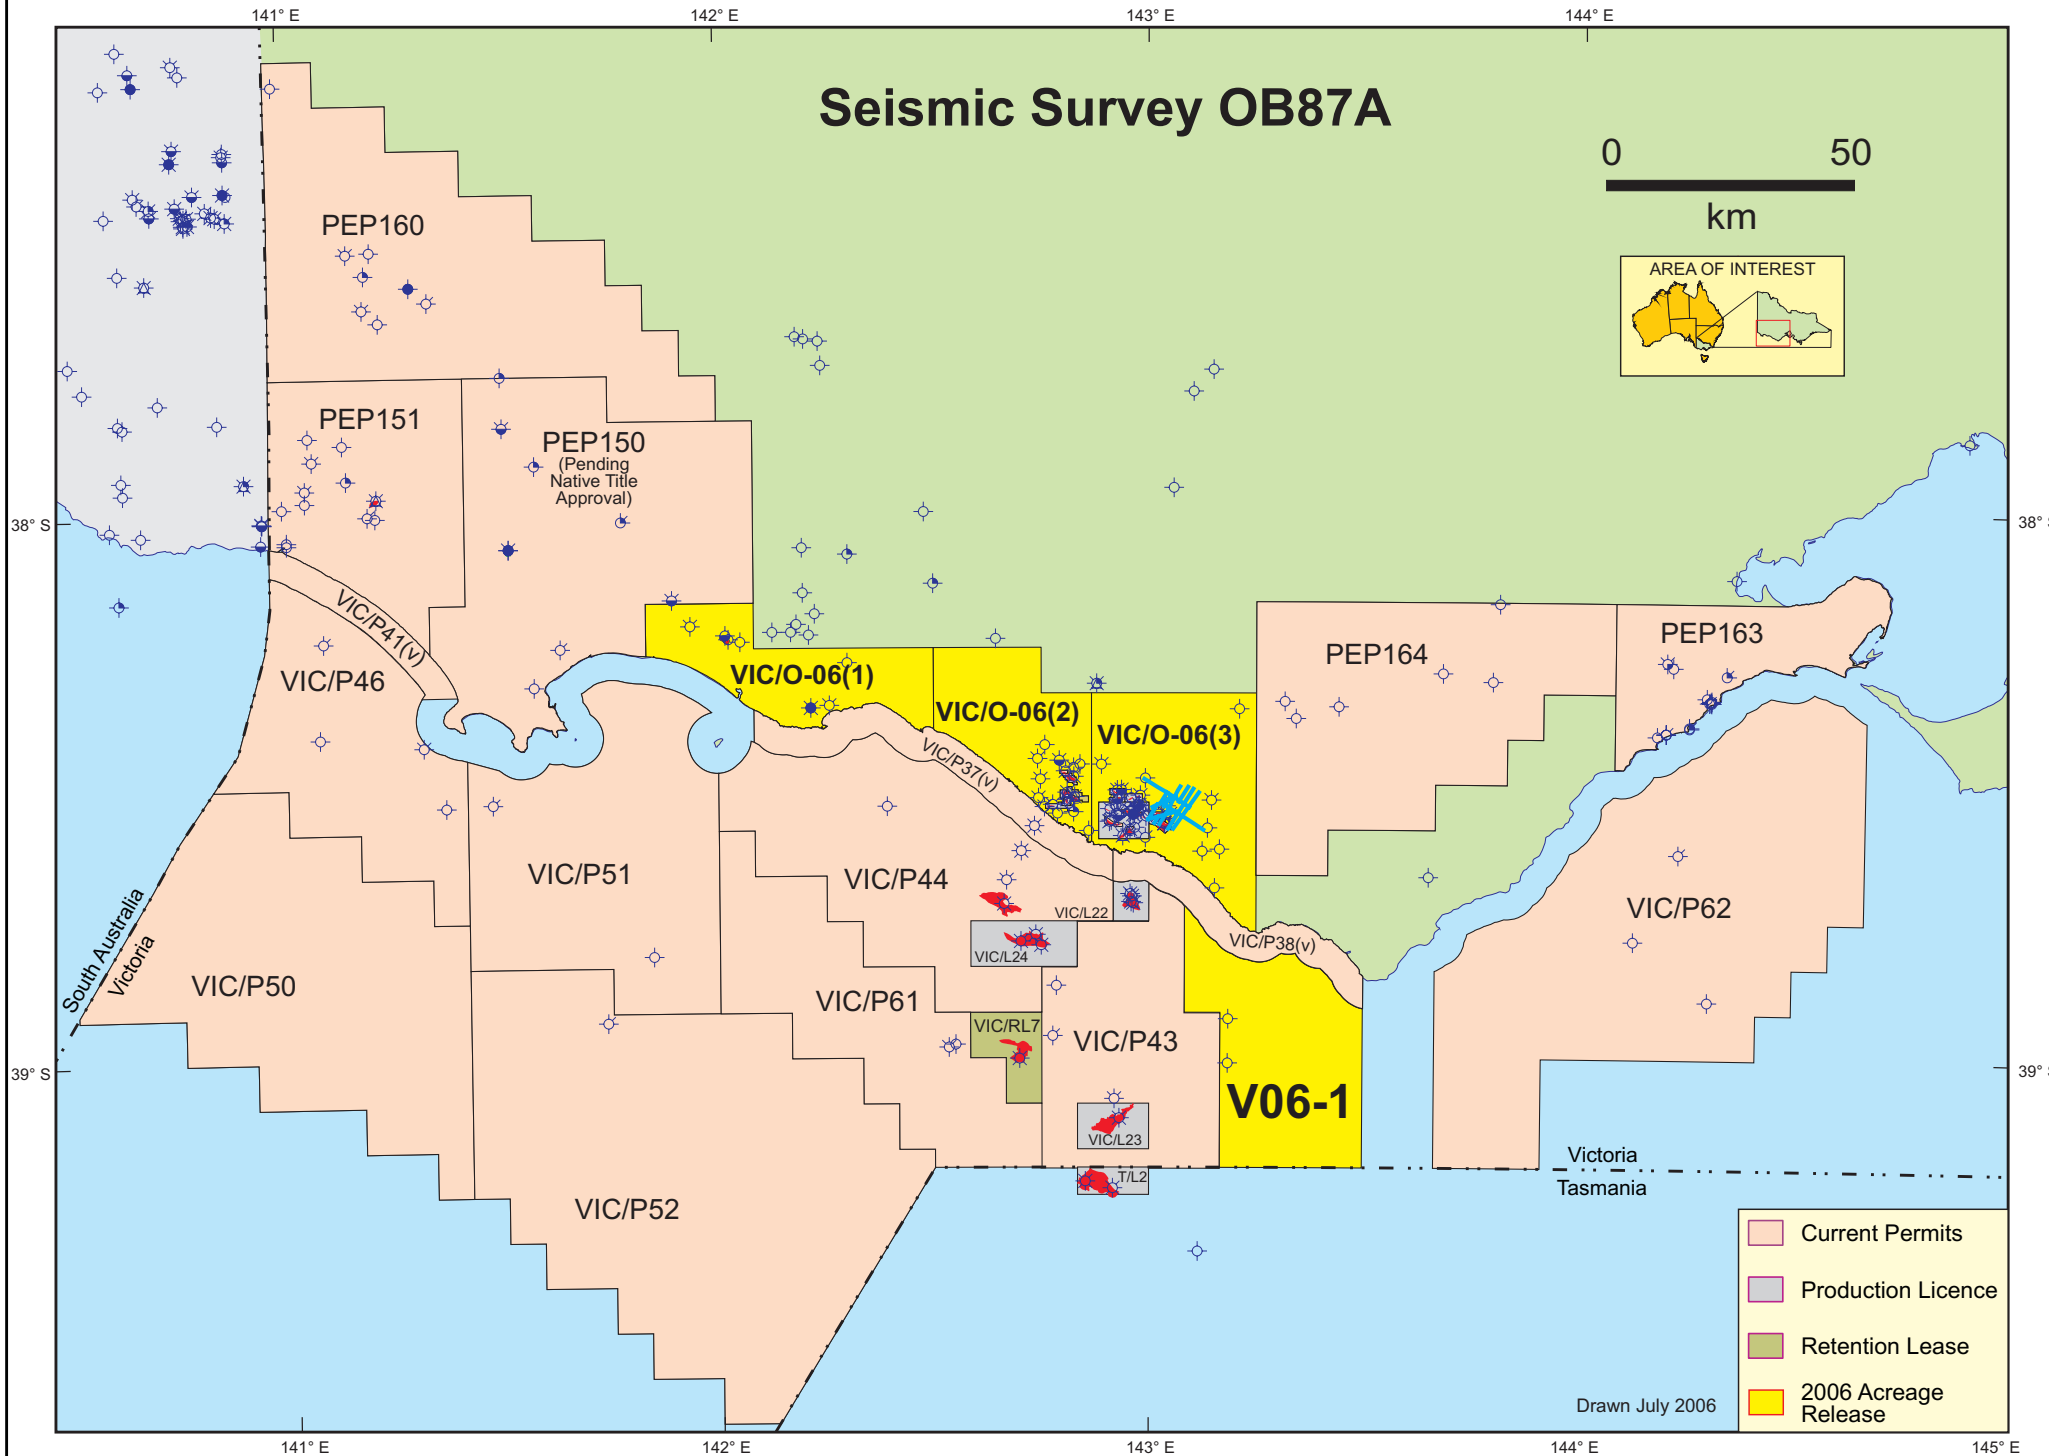 141° E
142° E
143° E
144° E
Seismic Survey OB87A
0
50
km
AREA OF INTEREST
PEP160
PEP151
PEP150
(Pending
Native Title
Approval)
38° S
38° S
VIC/P41(v)
VIC/P46
VIC/O-06(1)
VIC/O-06(2)
VIC/O-06(3)
PEP164
PEP163
VIC/P37(v)
VIC/P51
VIC/P44
VIC/L22
VIC/P62
VIC/P38(v)
VIC/L24
South Australia
Victoria
VIC/P50
VIC/P61
VIC/RL7
VIC/P43
39° S
39° S
V06-1
VIC/L23
T/L2
Victoria
Tasmania
VIC/P52
Current Permits
Production Licence
Retention Lease
2006 Acreage
Release
Drawn July 2006
141° E
142° E
143° E
144° E
145° E